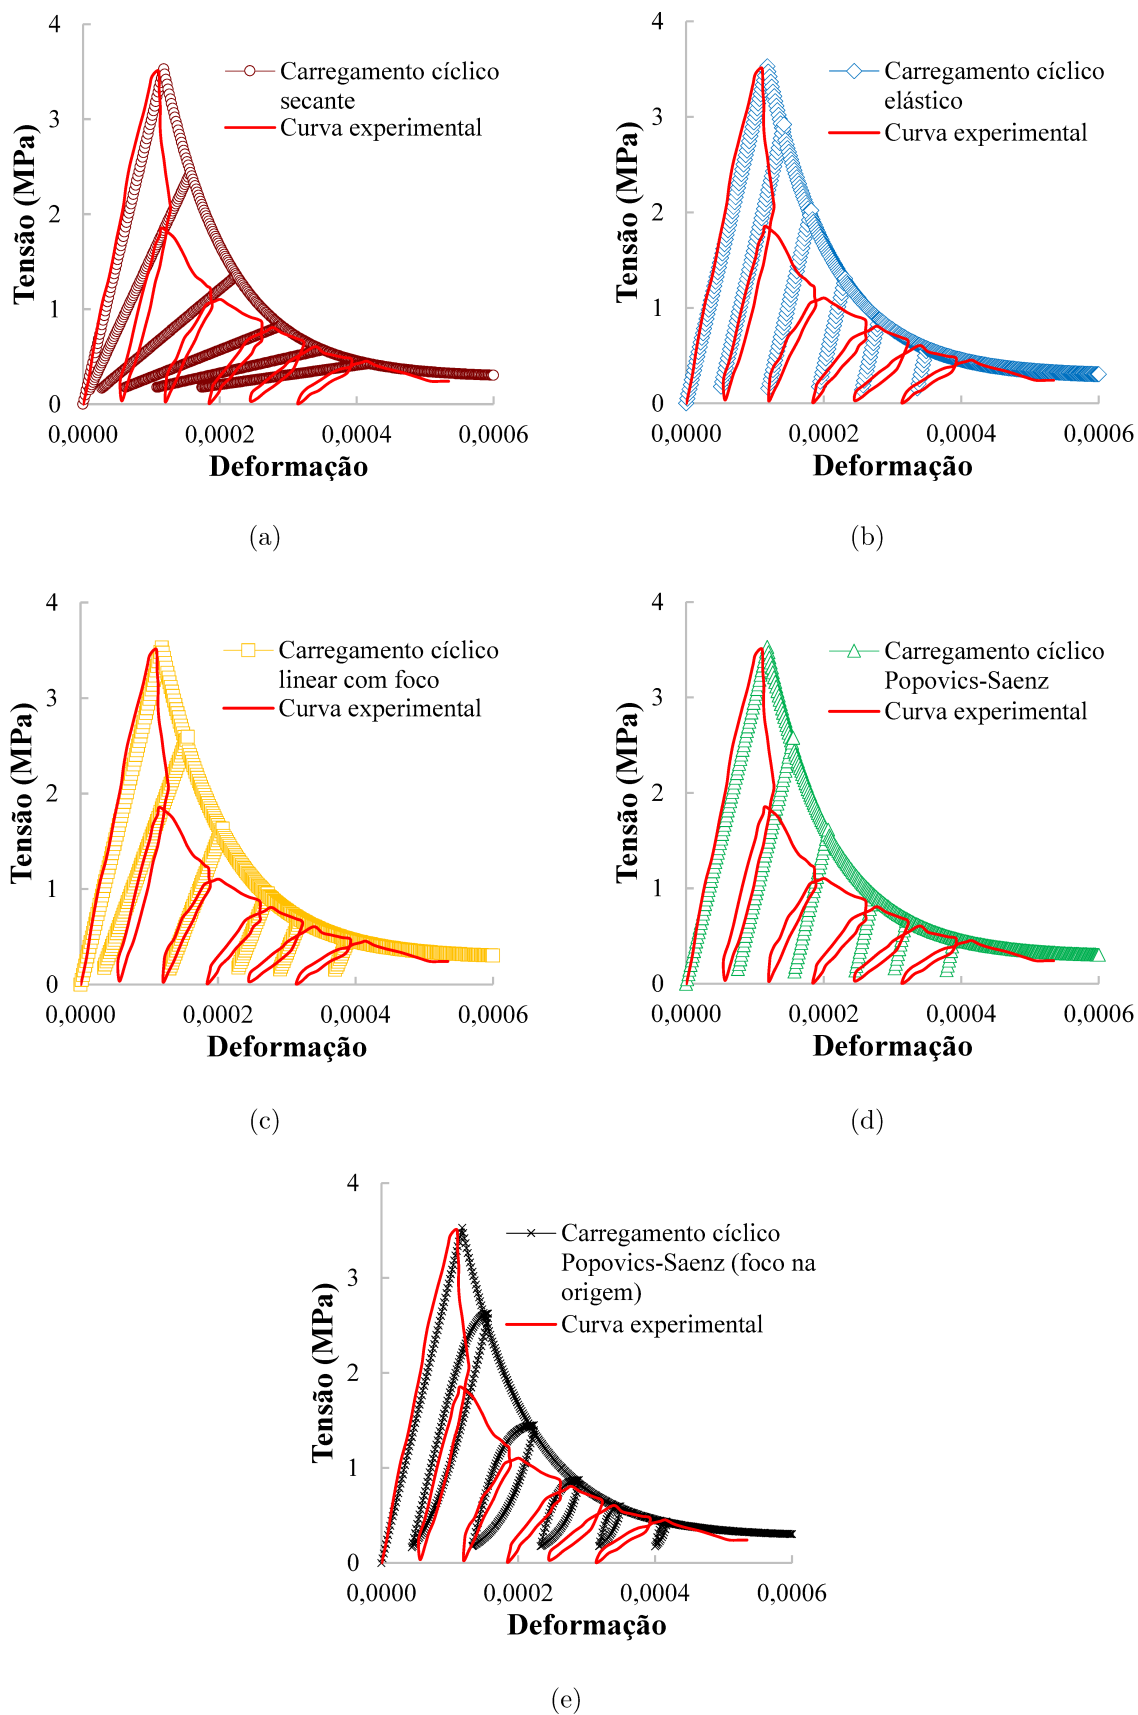 4
3
2
1
0
Tensão (MPa)
Carregamento cíclico
secante
Curva experimental
0,0000
0,0002
0,0004
0,0006
Deformação
(a)
4
3
2
1
0
Tensão (MPa)
Carregamento cíclico
elástico
Curva experimental
0,0000
0,0002
0,0004
0,0006
Deformação
(b)
4
3
2
1
0
Tensão (MPa)
Carregamento cíclico
linear com foco
Curva experimental
0,0000
0,0002
0,0004
0,0006
Deformação
(c)
4
3
2
1
0
Tensão (MPa)
Carregamento cíclico
Popovics-Saenz
Curva experimental
0,0000
0,0002
0,0004
0,0006
Deformação
(d)
4
3
2
1
0
Tensão (MPa)
Carregamento cíclico
Popovics-Saenz (foco na
origem)
Curva experimental
0,0000
0,0002
0,0004
0,0006
Deformação
(e)